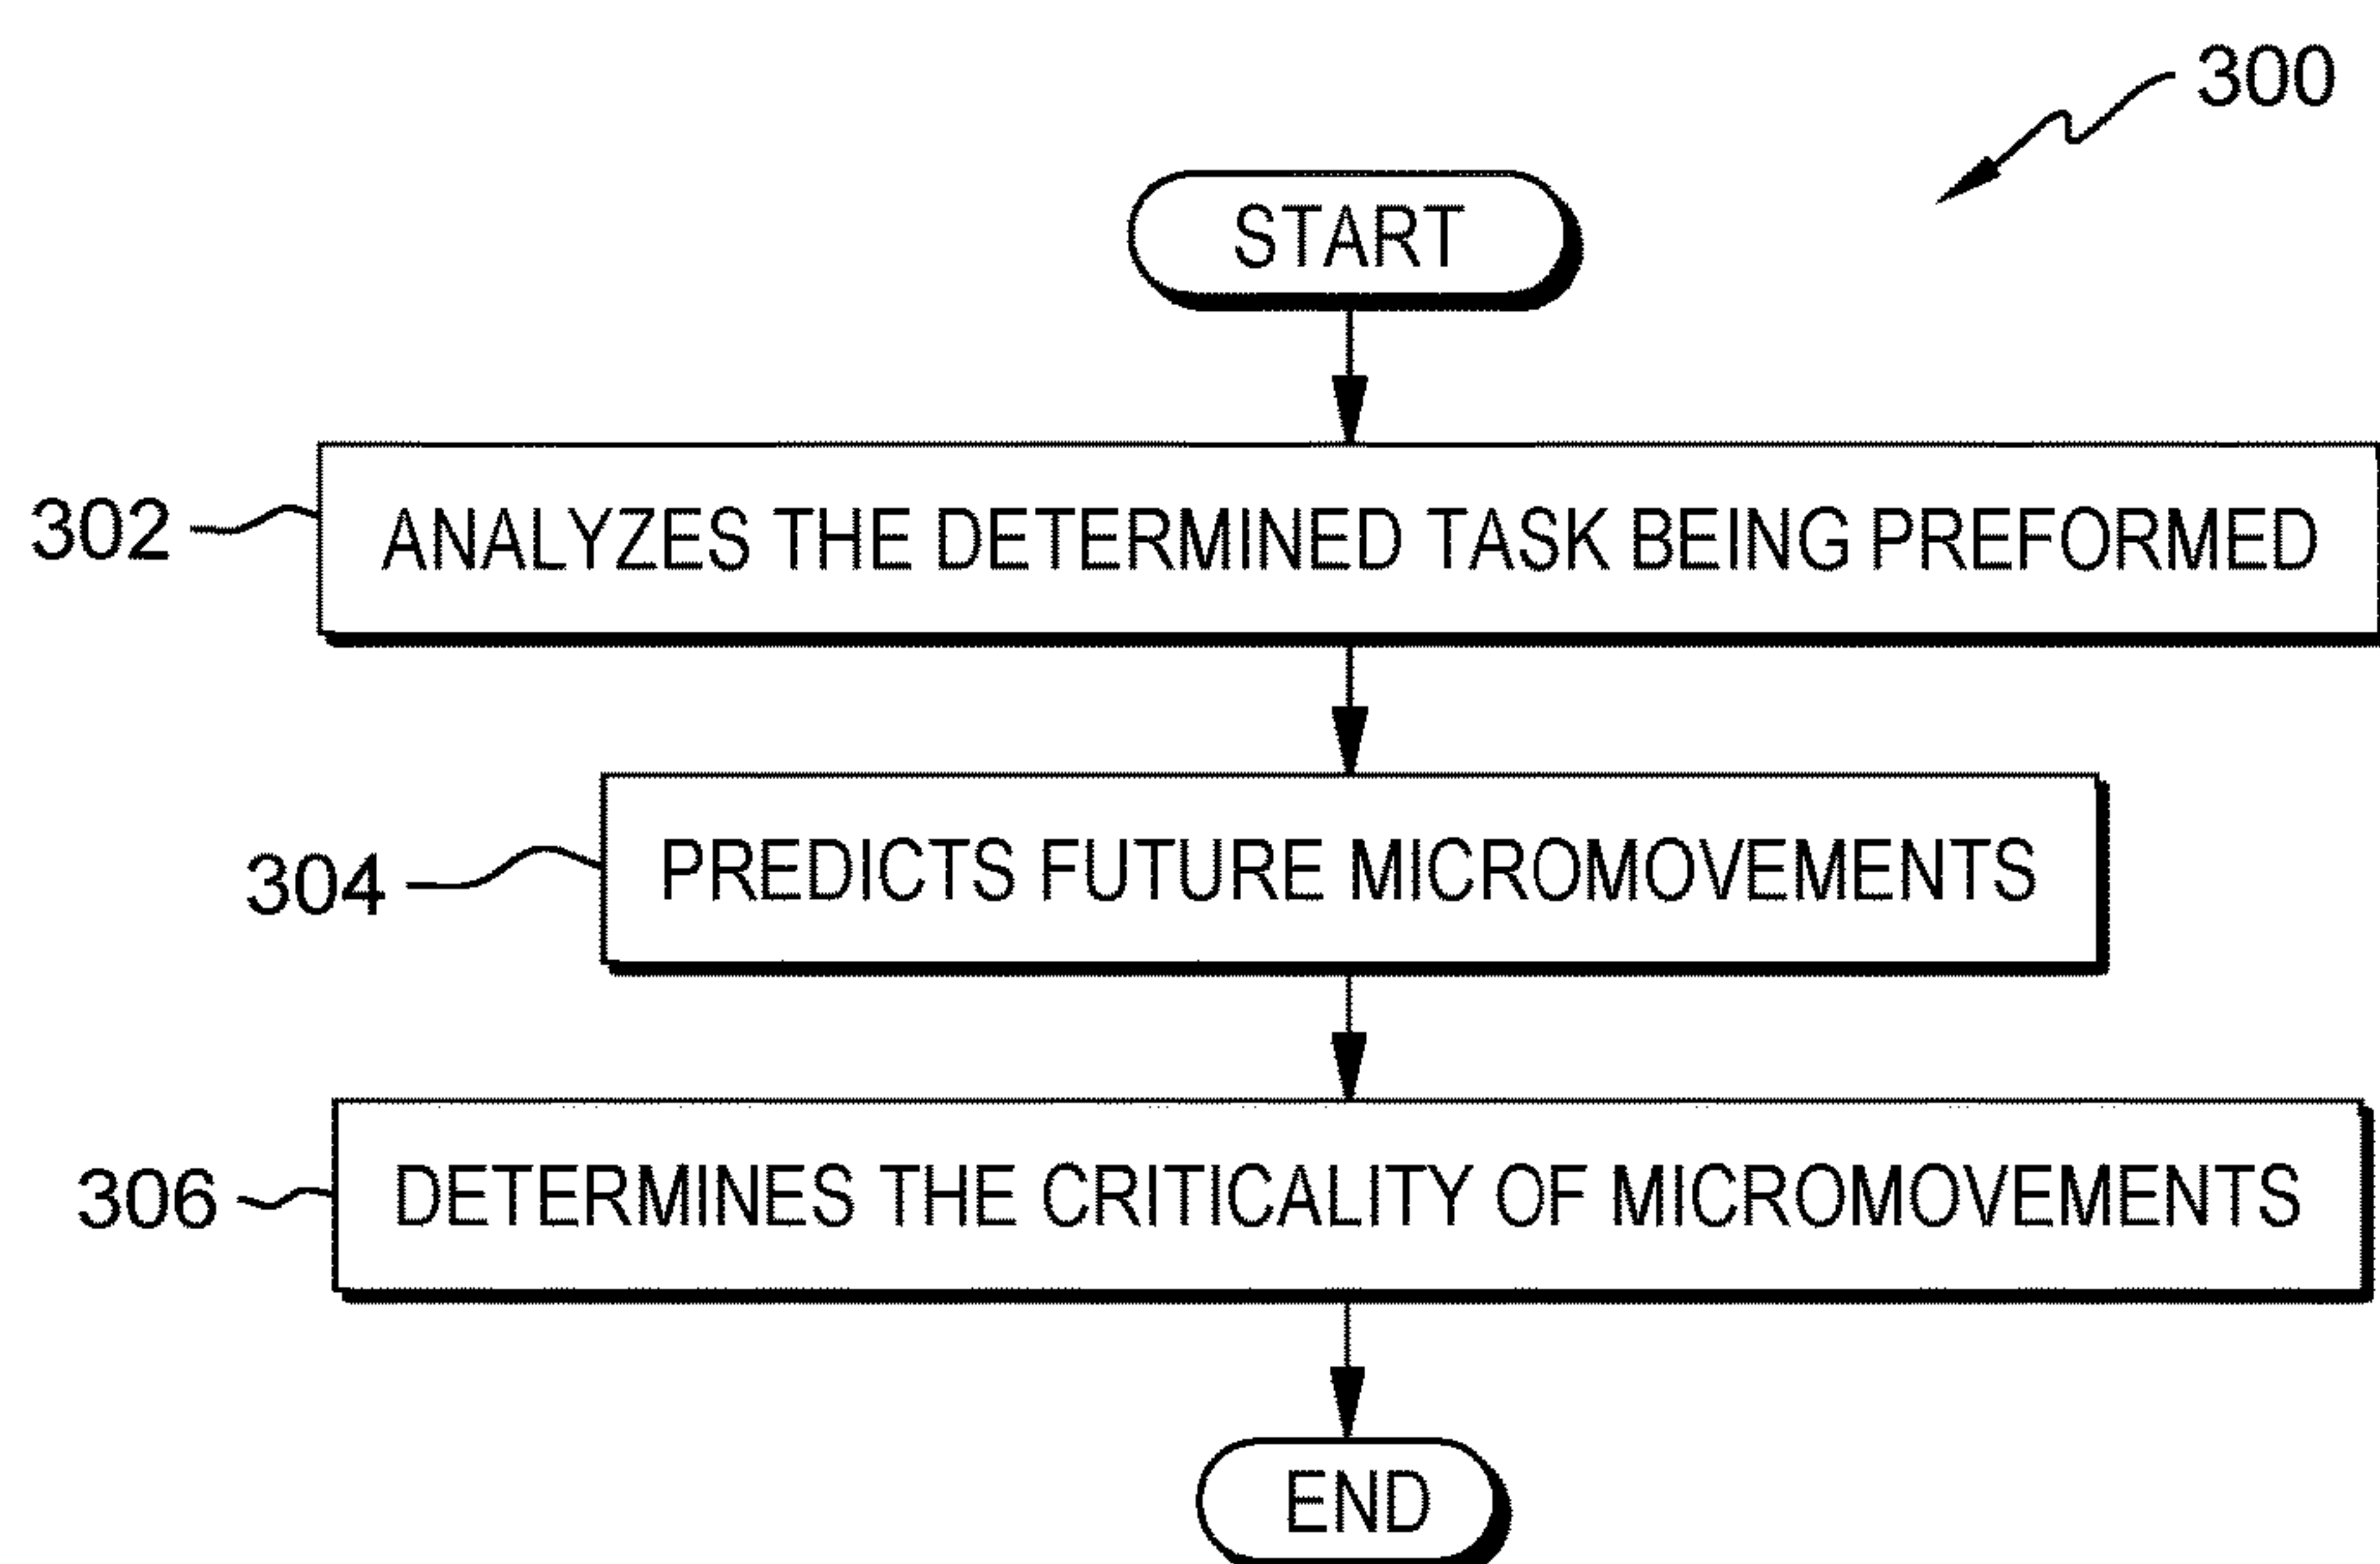 300
START
302 ANALYZES THE DETERMINED TASK BEING PREFORMED
304 PREDICTS FUTURE MICROMOVEMENTS
306 DETERMINES THE CRITICALITY OF MICROMOVEMENTS
END